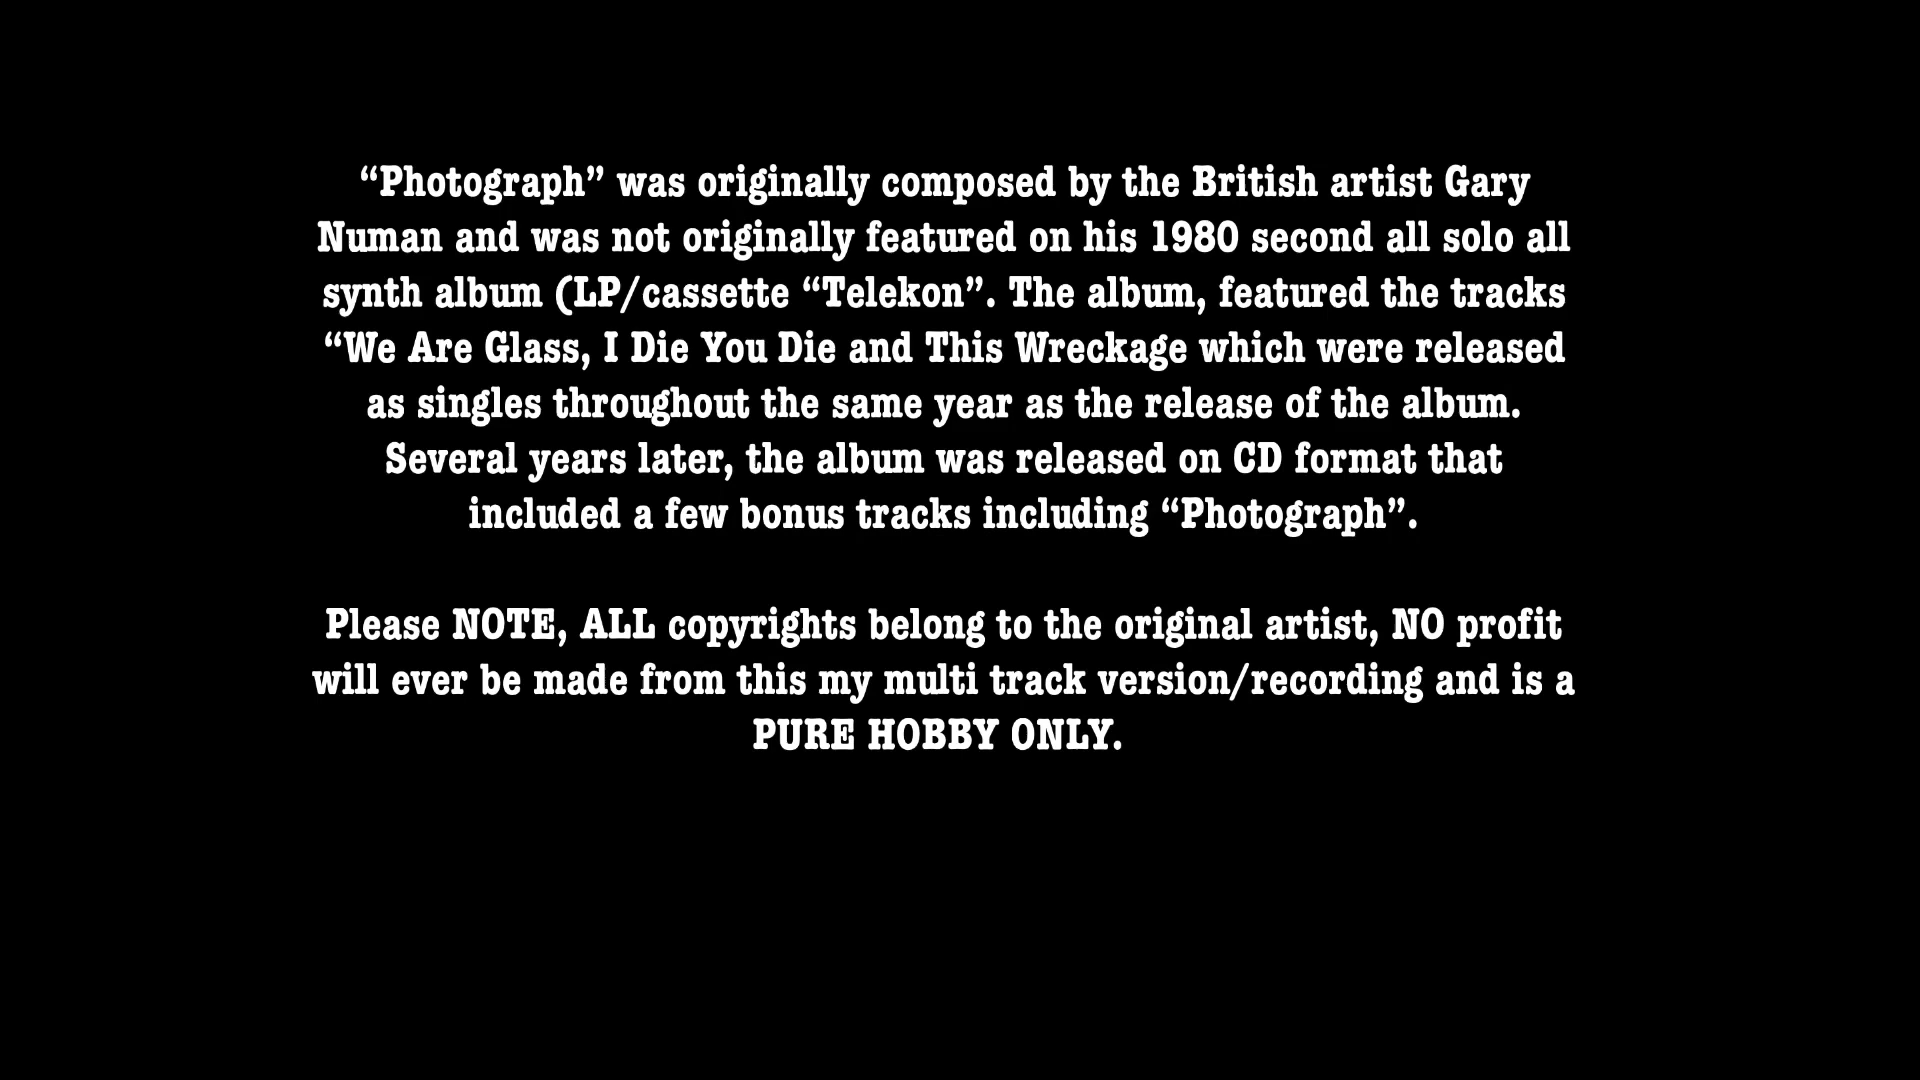 “Photograph” was originally composed by the British artist Gary
Numan and was not originally featured on his 1980 second all solo all
synth album (LP/cassette “Telekon”. The album, featured the tracks
“We Are Glass, I Die You Die and This Wreckage which were released
as singles throughout the same year as the release of the album.
Several years later, the album was released on CD format that
included a few bonus tracks including “Photograph”.
Please NOTE, ALL copyrights belong to the original artist, NO profit
will ever be made from this my multi track version/recording and is a
PURE HOBBY ONLY.